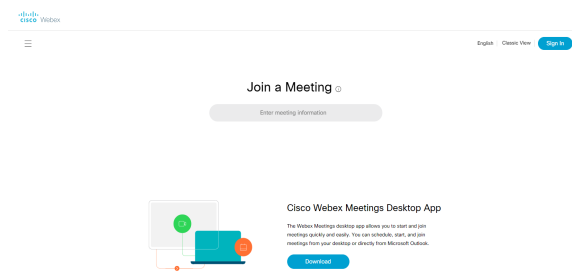 cisco Webex
English Classic View Sign In
Join a Meeting
Enter meeting information
Cisco Webex Meetings Desktop App
The Webex Meetings desktop app allows you to start and join
meetings quickly and easily. You can schedule, start, and join
meetings from your desktop or directly from Microsoft Outlook.
Download